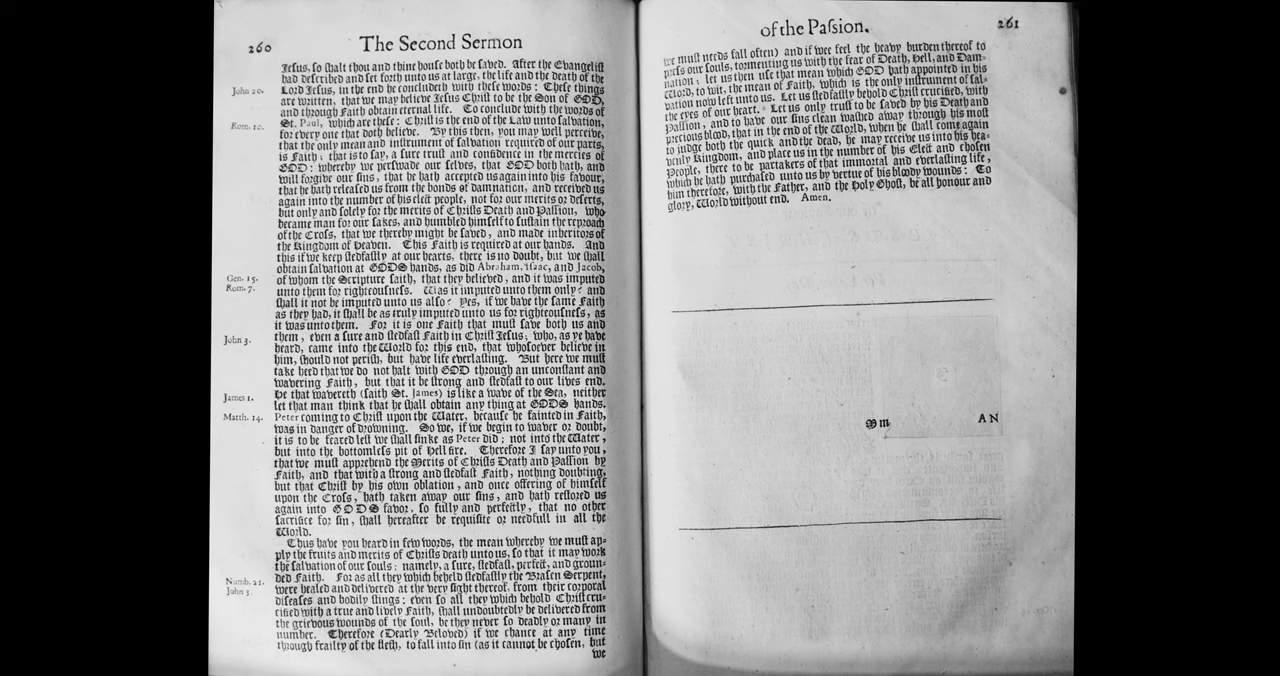 260
The Second Sermon
Jesus, so shalt thou and thine house both be saved. After the Evangelist
had described and set forth unto us at large, the life and the death of the
John 20.
Lord Jesus, in the end he concludeth with these words: These things
are written, that we may believe Jesus Christ to be the Son of GOD,
and through Faith obtain eternal life. To conclude with the words of
Rom. 10.
St. Paul, which are these: Christ is the end of the Law unto salvation,
for every one that doth believe. By this then, you may well perceive,
that the only mean and instrument of salvation required of our parts,
is Faith, that is to say, a sure trust and confidence in the mercies of
GOD: whereby we perswade our selves, that GOD both hath, and
will forgive our sins, that he hath accepted us again into his favour,
that he hath released us from the bonds of damnation, and received us
again into the number of his elect people, not for our merits or deserts,
but only and solely for the merits of Christs Death and Passion, who
became man for our sakes, and humbled himself to sustain the reproach
of the Cross, that we thereby might be saved, and made inheritors of
the kingdom of Heaven. This Faith is required at our hands. And
this if we keep stedfastly at our hearts, there is no doubt, but we shall
obtain salvation at GODS hands, as did Abraham, Isaac, and Jacob,
Gen. 15.
of whom the Scripture saith, that they believed, and it was imputed
Rom. 7.
unto them for righteousness. Was it imputed unto them only? and
shall it not be imputed unto us also? Yes, if we have the same Faith
as they had, it shall be as truly imputed unto us for righteousness, as
it was unto them. For it is one Faith that must save both us and
John 3.
them, even a sure and stedfast Faith in Christ Jesus; who, as ye have
heard, came into the World for this end, that whosoever believe in
him, should not perish, but have life everlasting. But here we must
take heed that we do not halt with GOD through an unconstant and
wavering Faith, but that it be strong and stedfast to our lives end.
James 1.
He that wavereth (saith St. James) is like a wave of the Sea, neither
let that man think that he shall obtain any thing at GODS hands.
Matth. 14.
Peter coming to Christ upon the Water, because he fainted in Faith,
was in danger of drowning. So we, if we begin to waver or doubt,
it is to be feared lest we shall sinke as Peter did; not into the Water,
but into the bottomless pit of Hell fire. Therefore I say unto you,
that we must apprehend the Merits of Christs Death and Passion by
Faith, and that with a strong and stedfast Faith, nothing doubting,
but that Christ by his own oblation, and once offering of himself
upon the Cross, hath taken away our sins, and hath restored us
again into GODS favor, so fully and perfectly, that no other
sacrifice for sin, shall hereafter be requisite or needfull in all the
World.
Thus have you heard in few words, the mean whereby we must ap-
ply the fruits and merits of Christs death unto us, so that it may work
the salvation of our souls: namely, a sure, stedfast, perfect, and groun-
Numb. 21.
ded Faith. For as all they which beheld stedfastly the Brasen Serpent,
John 3.
were healed and delivered at the very sight thereof, from their corporal
diseases and bodily stings: even so all they which behold Christ cru-
cified with a true and lively Faith, shall undoubtedly be delivered from
the grievous wounds of the soul, be they never so deadly or many in
number. Therefore (Dearly Beloved) if we chance at any time
through frailty of the flesh, to fall into sin (as it cannot be chosen, but
we
of the Passion.
261
we must needs fall often) and if wee feel the heavy burden thereof to
press our souls, tormenting us with the fear of Death, Hell, and Dam-
nation, let us then use that mean which GOD hath appointed in his
Word, to wit, the mean of Faith, which is the only instrument of sal-
vation now left unto us. Let us stedfastly behold Christ crucified, with
the eyes of our heart. Let us only trust to be saved by his Death and
Passion, and to have our sins clean washed away through his most
precious blood, that in the end of the World, when he shall come again
to judge both the quick and the dead, he may receive us into his hea-
venly kingdom, and place us in the number of his Elect and chosen
People, there to be partakers of that immortal and everlasting life,
which he hath purchased unto us by vertue of his bloody wounds: To
him therefore, with the Father, and the Holy Ghost, be all honour and
glory, World without end. Amen.
Mm
AN